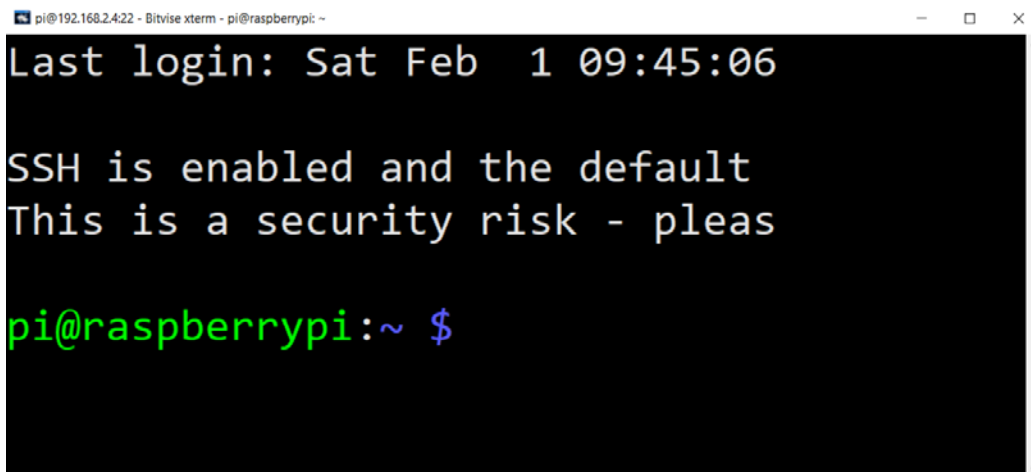 pi@192.168.2.4:22 - Bitvise xterm - pi@raspberrypi: ~
Last login: Sat Feb  1 09:45:06
SSH is enabled and the default
This is a security risk - pleas
pi@raspberrypi:~ $